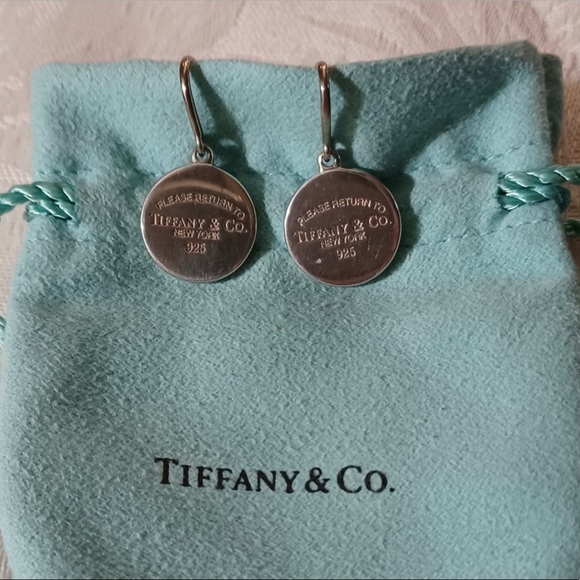 PLEASE RETURN TO
TIFFANY & CO.
NEW YORK
925
PLEASE RETURN TO
TIFFANY & CO.
NEW YORK
925
TIFFANY & CO.